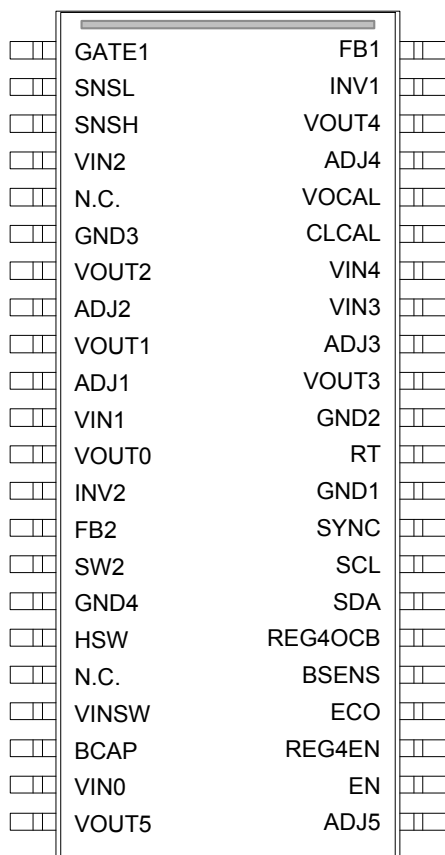 GATE1 FB1
SNSL INV1
SNSH VOUT4
VIN2 ADJ4
N.C. VOCAL
GND3 CLCAL
VOUT2 VIN4
ADJ2 VIN3
VOUT1 ADJ3
ADJ1 VOUT3
VIN1 GND2
VOUT0 RT
INV2 GND1
FB2 SYNC
SW2 SCL
GND4 SDA
HSW REG4OCB
N.C. BSENS
VINSW ECO
BCAP REG4EN
VIN0 EN
VOUT5 ADJ5